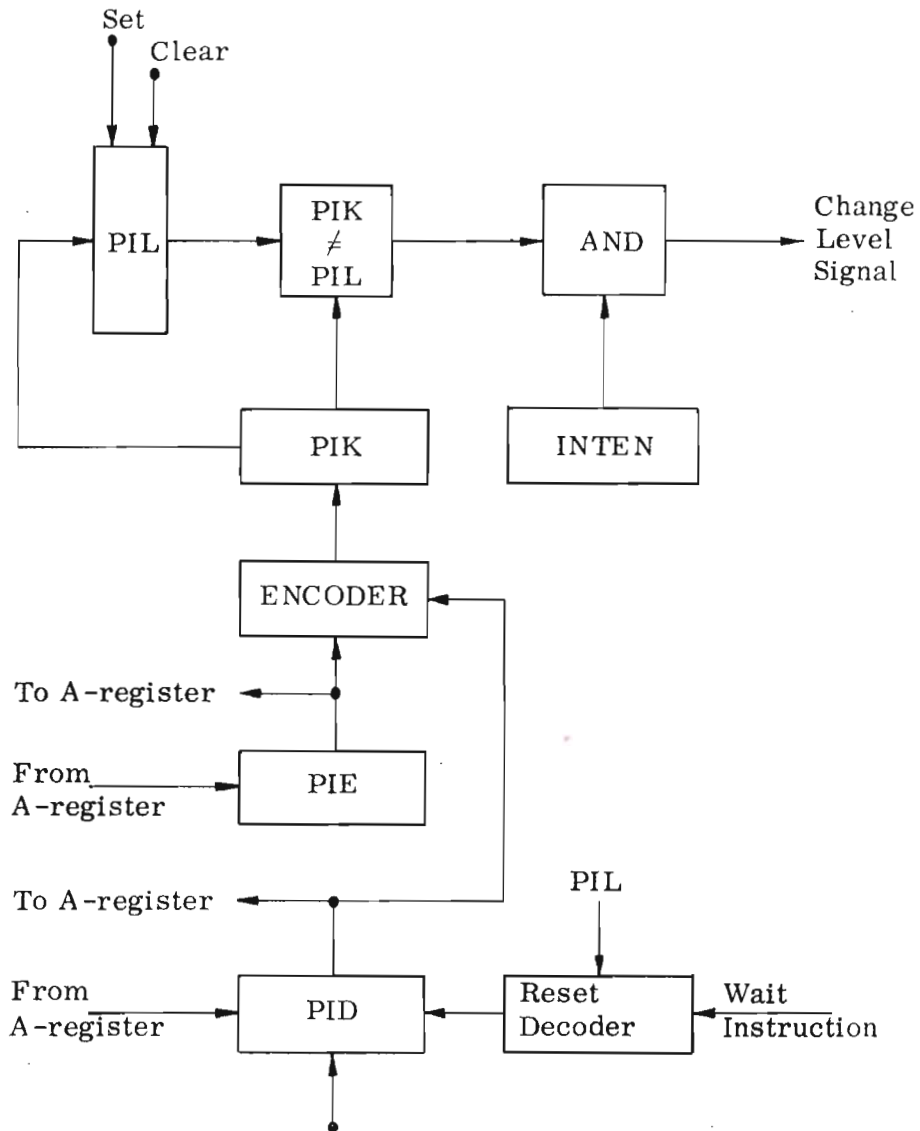 Set
Clear
PIL
PIK
≠
PIL
AND
Change
Level
Signal
PIK
INTEN
ENCODER
To A-register
From
A-register
PIE
To A-register
PIL
From
A-register
PID
Reset
Decoder
Wait
Instruction